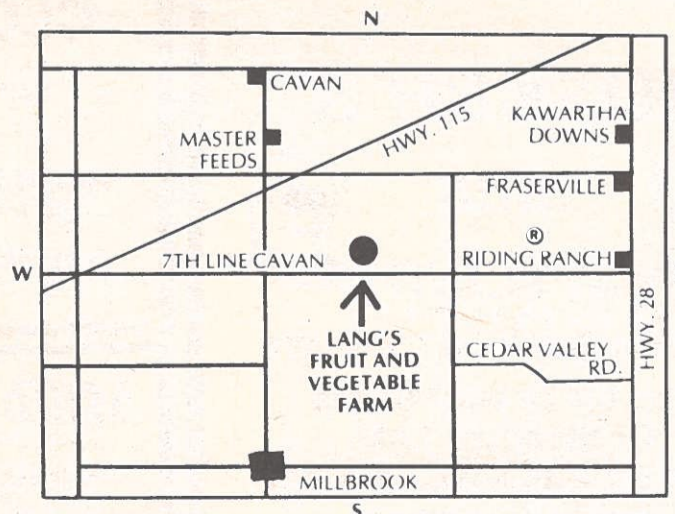 N
CAVAN
MASTER
FEEDS
HWY. 115
KAWARTHA
DOWNS
FRASERVILLE
®
RIDING RANCH
W
7TH LINE CAVAN
HWY. 28
LANG'S
FRUIT AND
VEGETABLE
FARM
CEDAR VALLEY
RD.
MILLBROOK
S